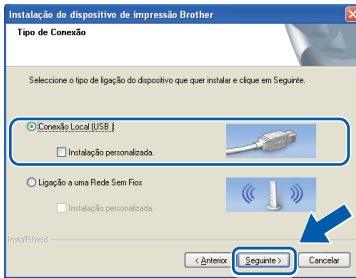 Instalação do dispositivo de impressão Brother
Tipo de Conexão
Seleccione o tipo de ligação do dispositivo que quer instalar e clique em Seguinte.
Conexão Local (USB )
Instalação personalizada.
Ligação a uma Rede Sem Fios
Instalação personalizada.
InstallShield
< Anterior
Seguinte >
Cancelar